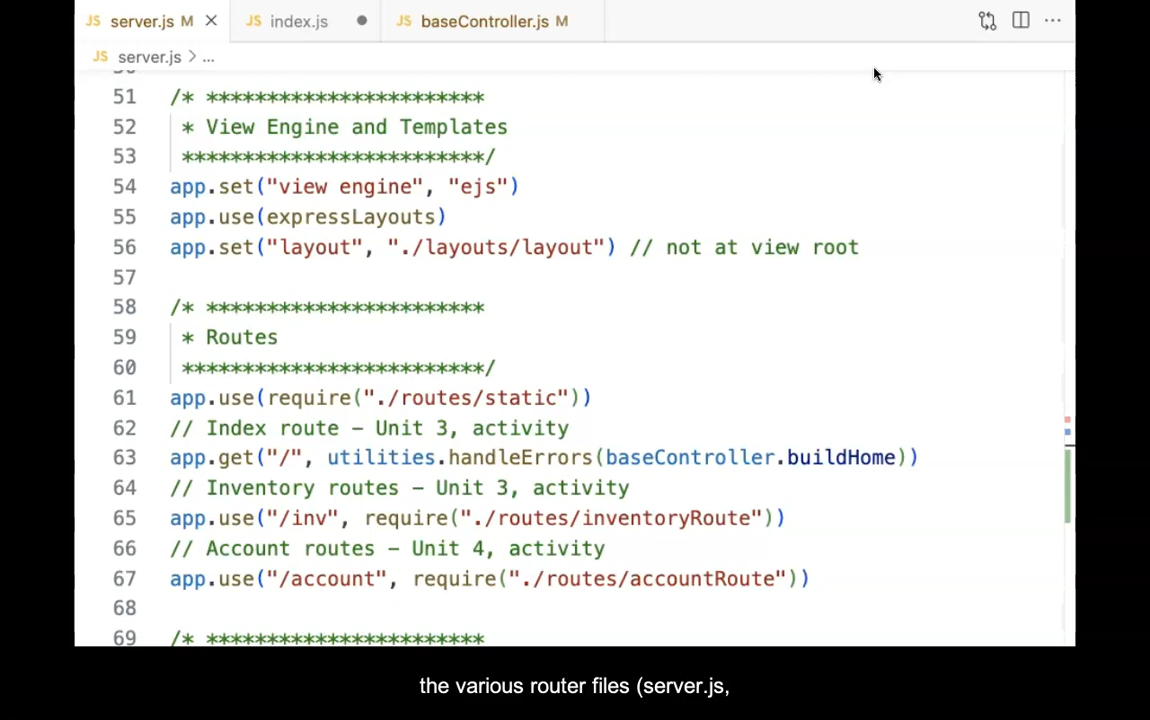 JS server.js M ×
JS index.js
JS baseController.js M
JS server.js > ...
51 /* ***********************
52 * View Engine and Templates
53 *************************/
54 app.set("view engine", "ejs")
55 app.use(expressLayouts)
56 app.set("layout", "./layouts/layout") // not at view root
57
58 /* ***********************
59 * Routes
60 *************************/
61 app.use(require("./routes/static"))
62 // Index route – Unit 3, activity
63 app.get("/", utilities.handleErrors(baseController.buildHome))
64 // Inventory routes – Unit 3, activity
65 app.use("/inv", require("./routes/inventoryRoute"))
66 // Account routes – Unit 4, activity
67 app.use("/account", require("./routes/accountRoute"))
68
69 /* ***********************
the various router files (server.js,